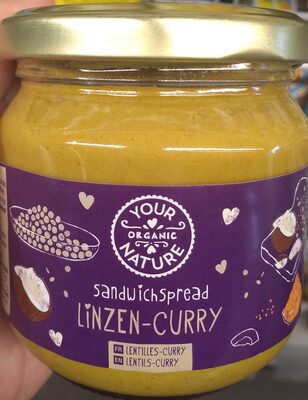 YOUR
ORGANIC
NATURE
sandwichspread
LINZEN-CURRY
FR LENTILLES-CURRY
EN LENTILS-CURRY